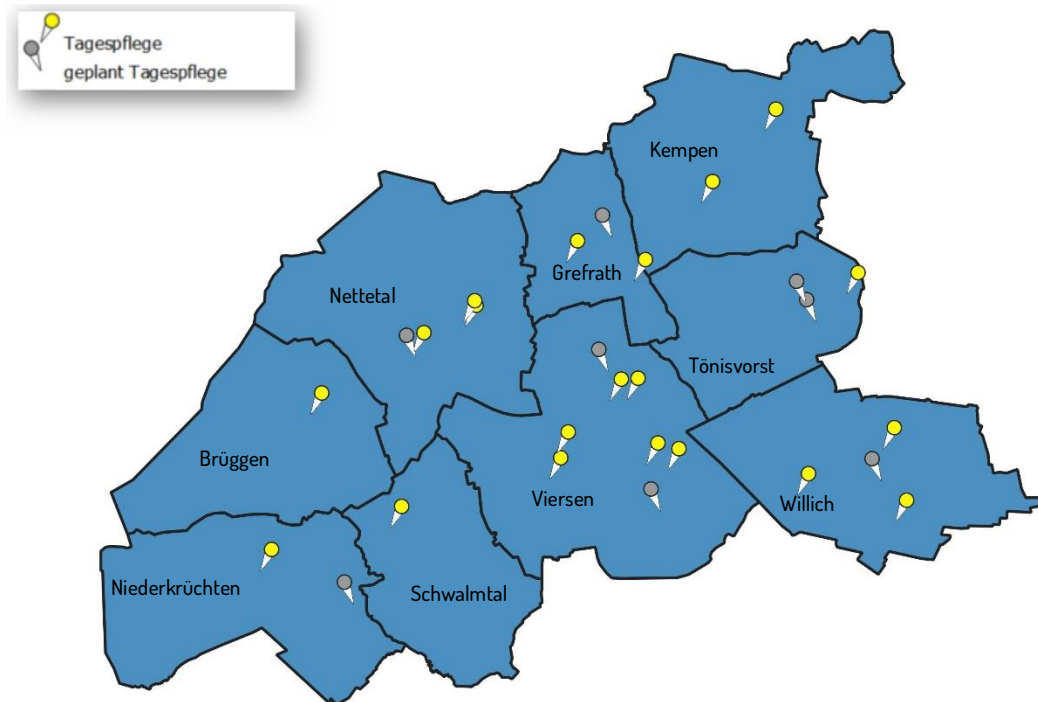 Tagespflege
geplant Tagespflege
Kempen
Grefrath
Nettetal
Tönisvorst
Brüggen
Viersen
Willich
Niederkrüchten
Schwalmtal